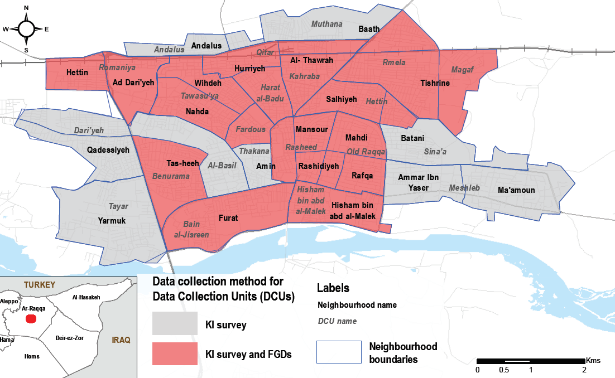 N
W
E
S
Muthana
Baath
Andalus
Andalus
Qitar
Hettin
Romaniya
Ad Dari'yeh
Hurriyeh
Al- Thawrah
Kahraba
Rmela
Magaf
Tishrine
Wihdeh
Tawasu'ya
Nahda
Harat
al-Badu
Salhiyeh
Hettin
Dari'yeh
Qadessiyeh
Fardous
Thakana
Mansour
Rasheed
Mahdi
Old Raqqa
Batani
Sina'a
Tas-heeh
Benurama
Al-Basil
Amin
Rashidiyeh
Rafqa
Ammar Ibn
Yaser
Meshleb
Ma'amoun
Tayar
Yarmuk
Bain
al-Jisreen
Furat
Hisham
bin abd
al-Malek
Hisham bin
abd al-Malek
TURKEY
Aleppo
Ar-Raqqa
Al Hasakah
Hama
Deir-ez-Zor
Homs
IRAQ
Data collection method for
Data Collection Units (DCUs)
KI survey
KI survey and FGDs
Labels
Neighbourhood name
DCU name
Neighbourhood
boundaries
0
1
2
Kms